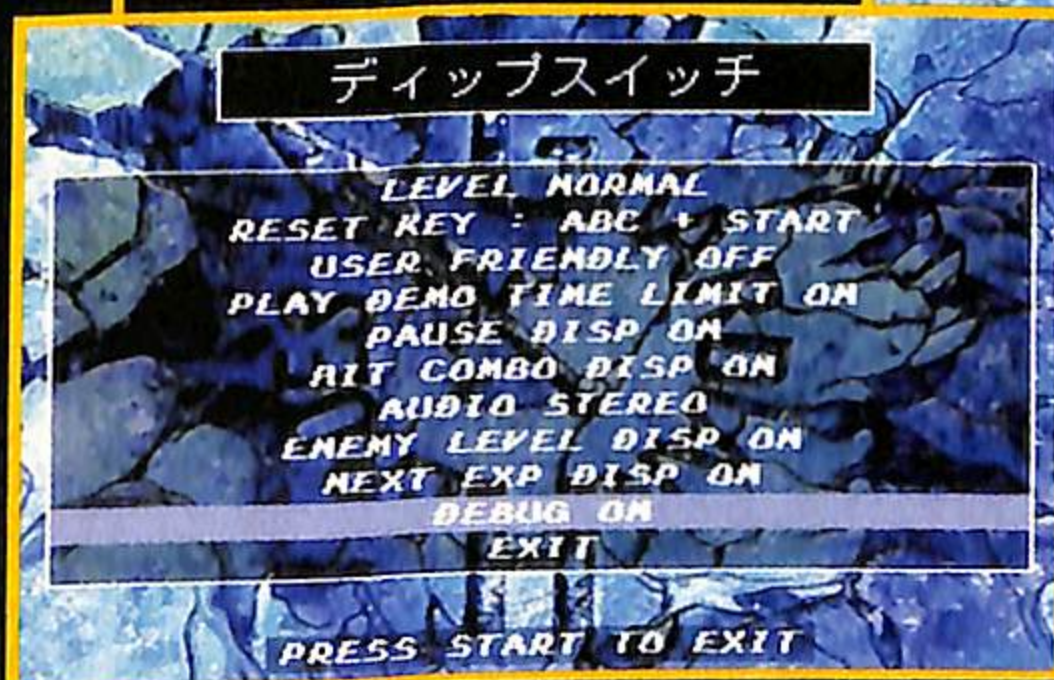 ディップスイッチ
LEVEL NORMAL
RESET KEY : ABC + START
USER FRIENDLY OFF
PLAY DEMO TIME LIMIT ON
PAUSE DISP ON
HIT COMBO DISP ON
AUDIO STEREO
ENEMY LEVEL DISP ON
NEXT EXP DISP ON
DEBUG ON
EXIT
PRESS START TO EXIT